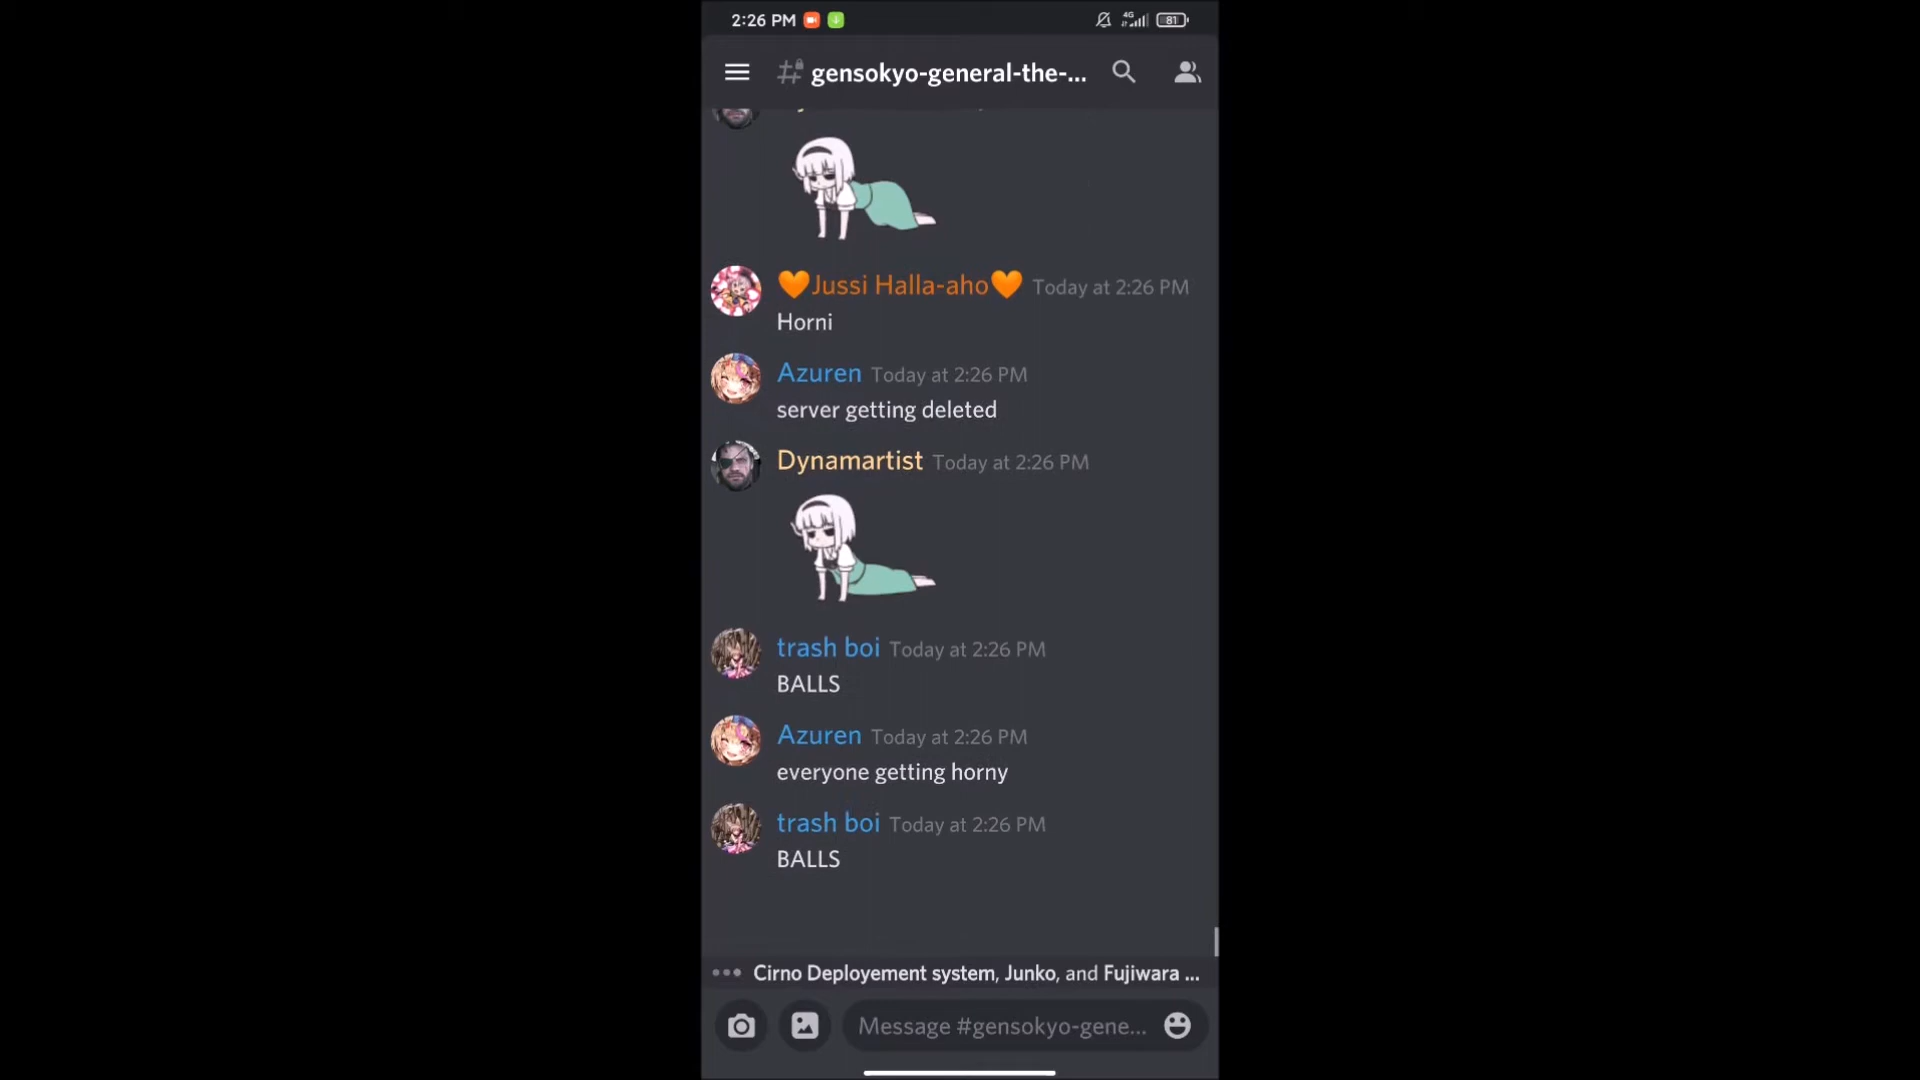 2:26 PM
4G
81
gensokyo-general-the-...
🧡Jussi Halla-aho🧡 Today at 2:26 PM
Horni
Azuren Today at 2:26 PM
server getting deleted
Dynamartist Today at 2:26 PM
trash boi Today at 2:26 PM
BALLS
Azuren Today at 2:26 PM
everyone getting horny
trash boi Today at 2:26 PM
BALLS
Cirno Deployement system, Junko, and Fujiwara ...
Message #gensokyo-gene...